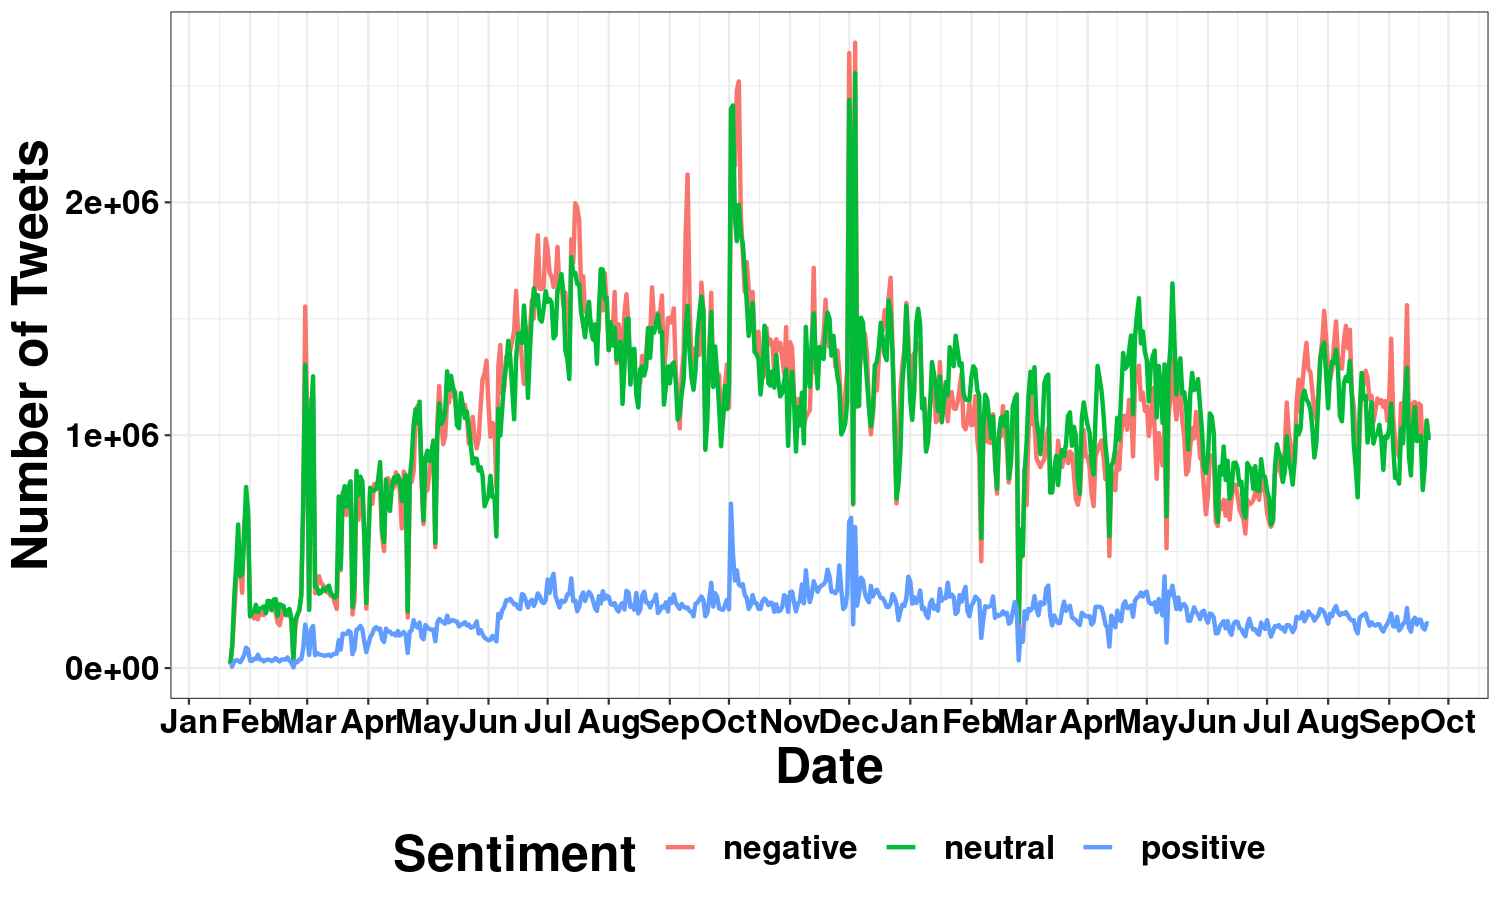 Number of Tweets
2e+06
1e+06
0e+00
Jan Feb Mar Apr May Jun Jul Aug Sep Oct Nov Dec Jan Feb Mar Apr May Jun Jul Aug Sep Oct
Date
Sentiment negative neutral positive